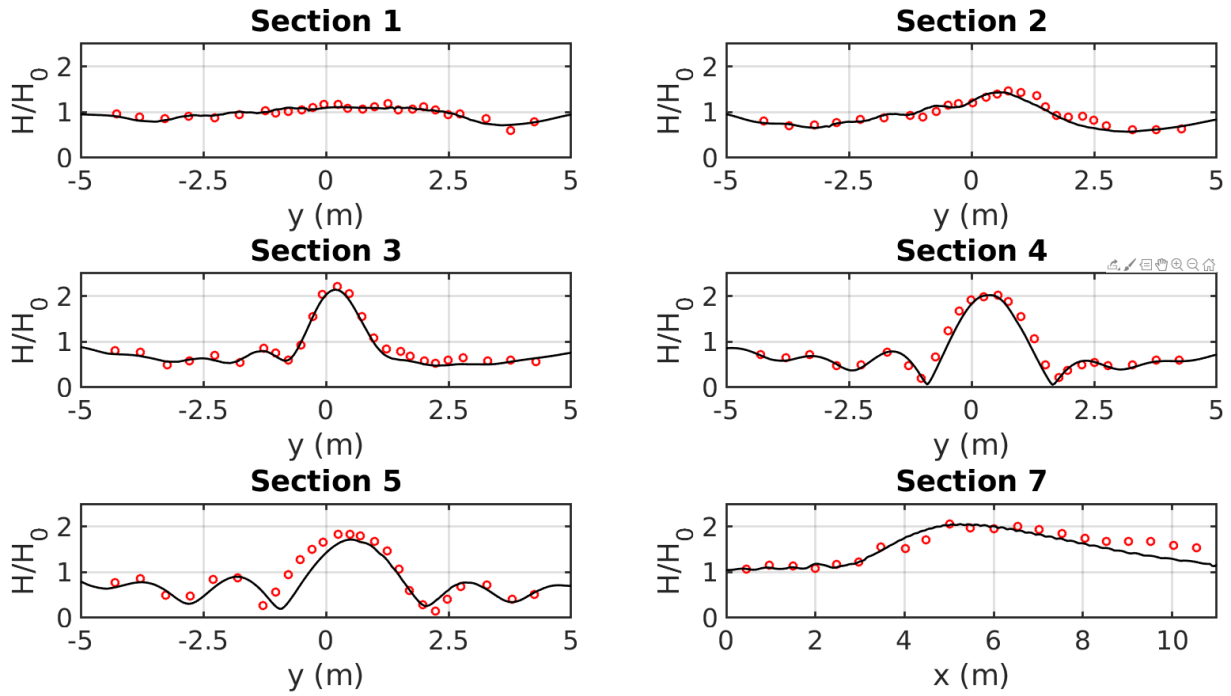 Section 1
H/H0
2
1
0
-5 -2.5 0 2.5 5
y (m)
Section 2
H/H0
2
1
0
-5 -2.5 0 2.5 5
y (m)
Section 3
H/H0
2
1
0
-5 -2.5 0 2.5 5
y (m)
Section 4
H/H0
2
1
0
-5 -2.5 0 2.5 5
y (m)
Section 5
H/H0
2
1
0
-5 -2.5 0 2.5 5
y (m)
Section 7
H/H0
2
1
0
0 2 4 6 8 10
x (m)